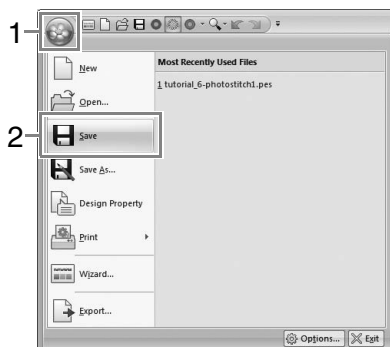 1
New
Most Recently Used Files
1 tutorial_6-photostitch1.pes
Open...
2
Save
Save As...
Design Property
Print
Wizard...
Export...
Options...
Exit